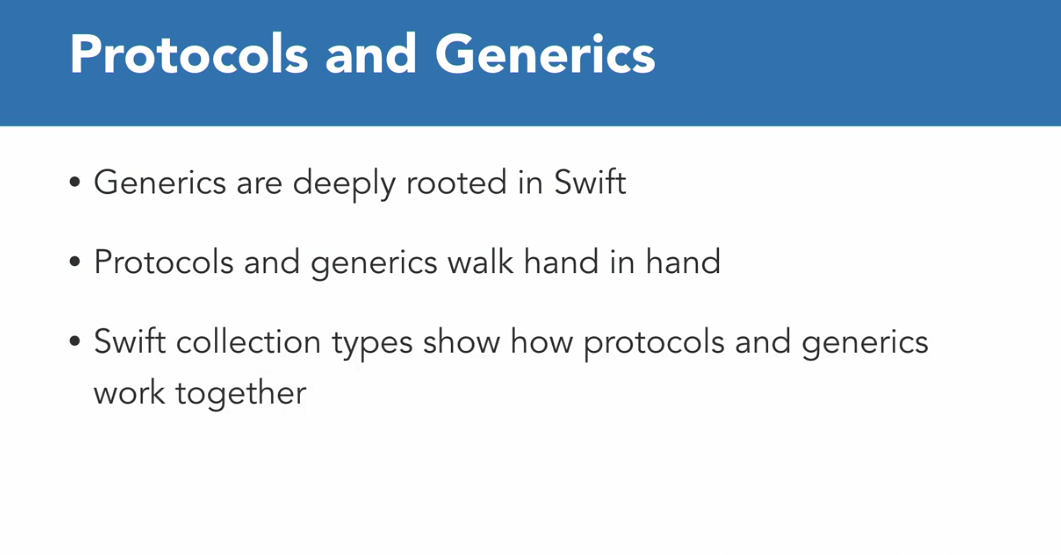 Protocols and Generics
• Generics are deeply rooted in Swift
• Protocols and generics walk hand in hand
• Swift collection types show how protocols and generics
work together